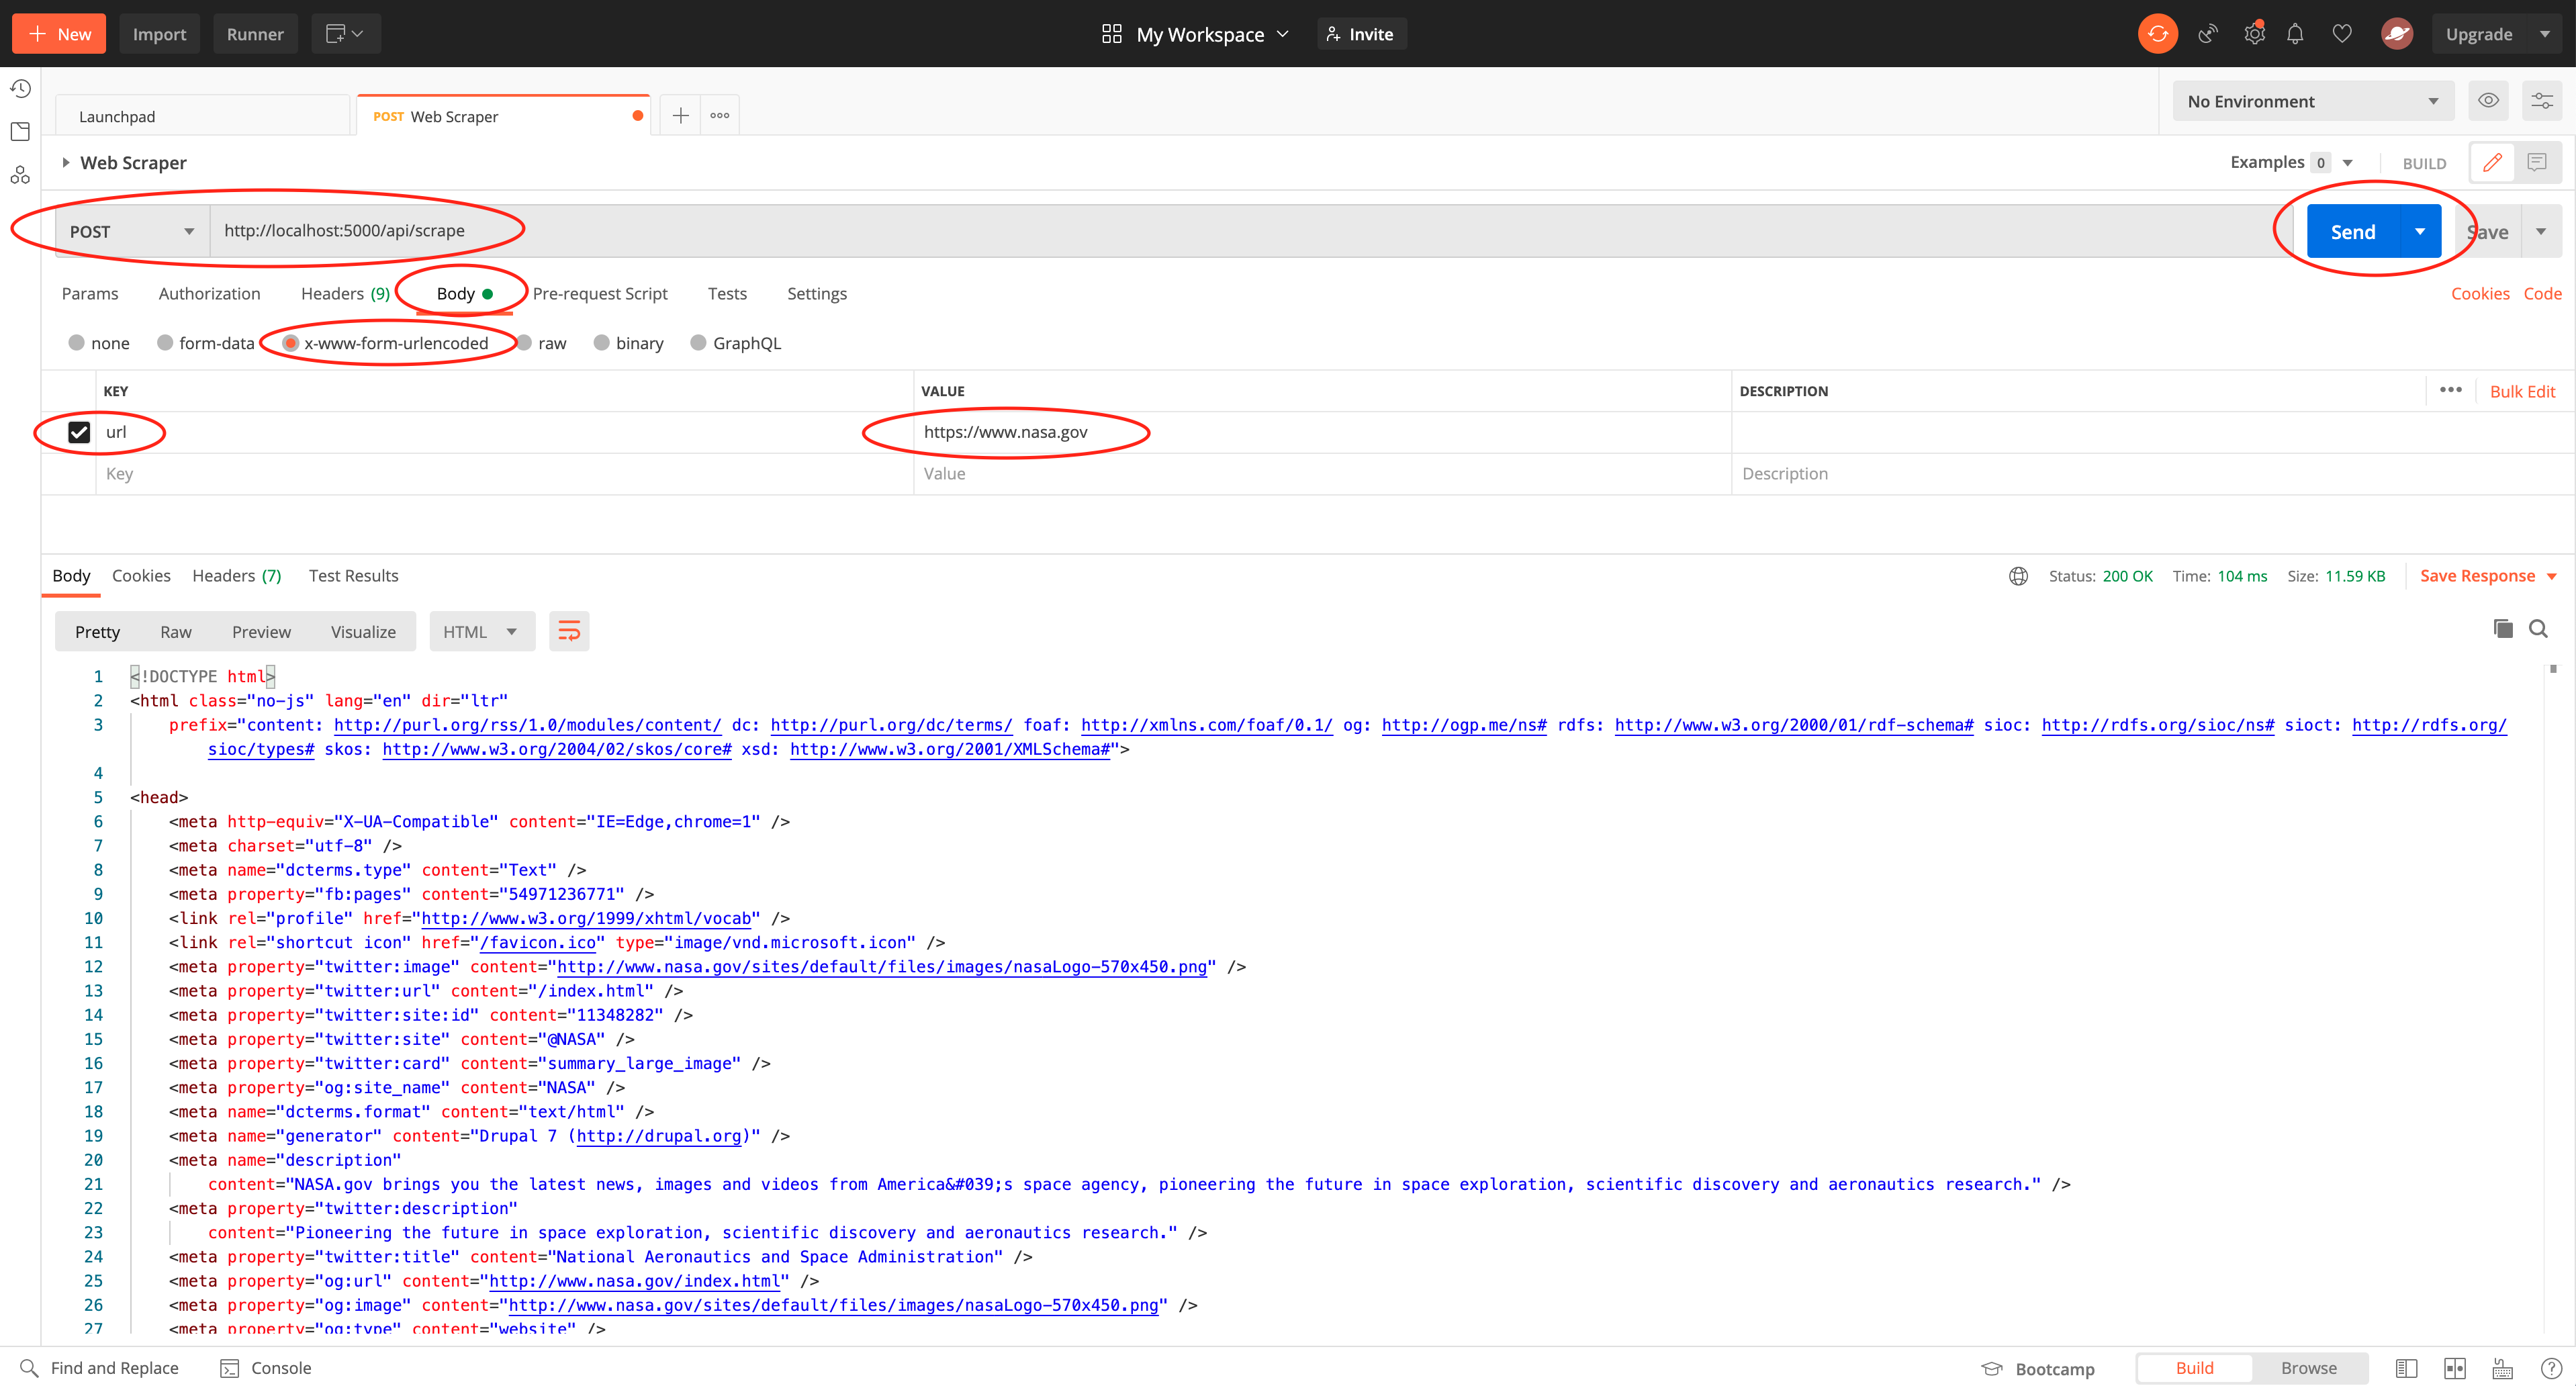 New Import Runner My Workspace Invite Upgrade
Launchpad POST Web Scraper No Environment
Web Scraper Examples 0 BUILD
POST http://localhost:5000/api/scrape Send Save
Params Authorization Headers (9) Body Pre-request Script Tests Settings Cookies Code
none form-data x-www-form-urlencoded raw binary GraphQL
KEY VALUE DESCRIPTION Bulk Edit
url https://www.nasa.gov
Key Value Description
Body Cookies Headers (7) Test Results Status: 200 OK Time: 104 ms Size: 11.59 KB Save Response
Pretty Raw Preview Visualize HTML
1 <!DOCTYPE html>
2 <html class="no-js" lang="en" dir="ltr"
3 prefix="content: http://purl.org/rss/1.0/modules/content/ dc: http://purl.org/dc/terms/ foaf: http://xmlns.com/foaf/0.1/ og: http://ogp.me/ns# rdfs: http://www.w3.org/2000/01/rdf-schema# sioc: http://rdfs.org/sioc/ns# sioct: http://rdfs.org/
sioc/types# skos: http://www.w3.org/2004/02/skos/core# xsd: http://www.w3.org/2001/XMLSchema#">
4
5 <head>
6 <meta http-equiv="X-UA-Compatible" content="IE=Edge,chrome=1" />
7 <meta charset="utf-8" />
8 <meta name="dcterms.type" content="Text" />
9 <meta property="fb:pages" content="54971236771" />
10 <link rel="profile" href="http://www.w3.org/1999/xhtml/vocab" />
11 <link rel="shortcut icon" href="/favicon.ico" type="image/vnd.microsoft.icon" />
12 <meta property="twitter:image" content="http://www.nasa.gov/sites/default/files/images/nasaLogo-570x450.png" />
13 <meta property="twitter:url" content="/index.html" />
14 <meta property="twitter:site:id" content="11348282" />
15 <meta property="twitter:site" content="@NASA" />
16 <meta property="twitter:card" content="summary_large_image" />
17 <meta property="og:site_name" content="NASA" />
18 <meta name="dcterms.format" content="text/html" />
19 <meta name="generator" content="Drupal 7 (http://drupal.org)" />
20 <meta name="description"
21 content="NASA.gov brings you the latest news, images and videos from America&#039;s space agency, pioneering the future in space exploration, scientific discovery and aeronautics research." />
22 <meta property="twitter:description"
23 content="Pioneering the future in space exploration, scientific discovery and aeronautics research." />
24 <meta property="twitter:title" content="National Aeronautics and Space Administration" />
25 <meta property="og:url" content="http://www.nasa.gov/index.html" />
26 <meta property="og:image" content="http://www.nasa.gov/sites/default/files/images/nasaLogo-570x450.png" />
27 <meta property="og:type" content="website" />
Find and Replace Console Bootcamp Build Browse